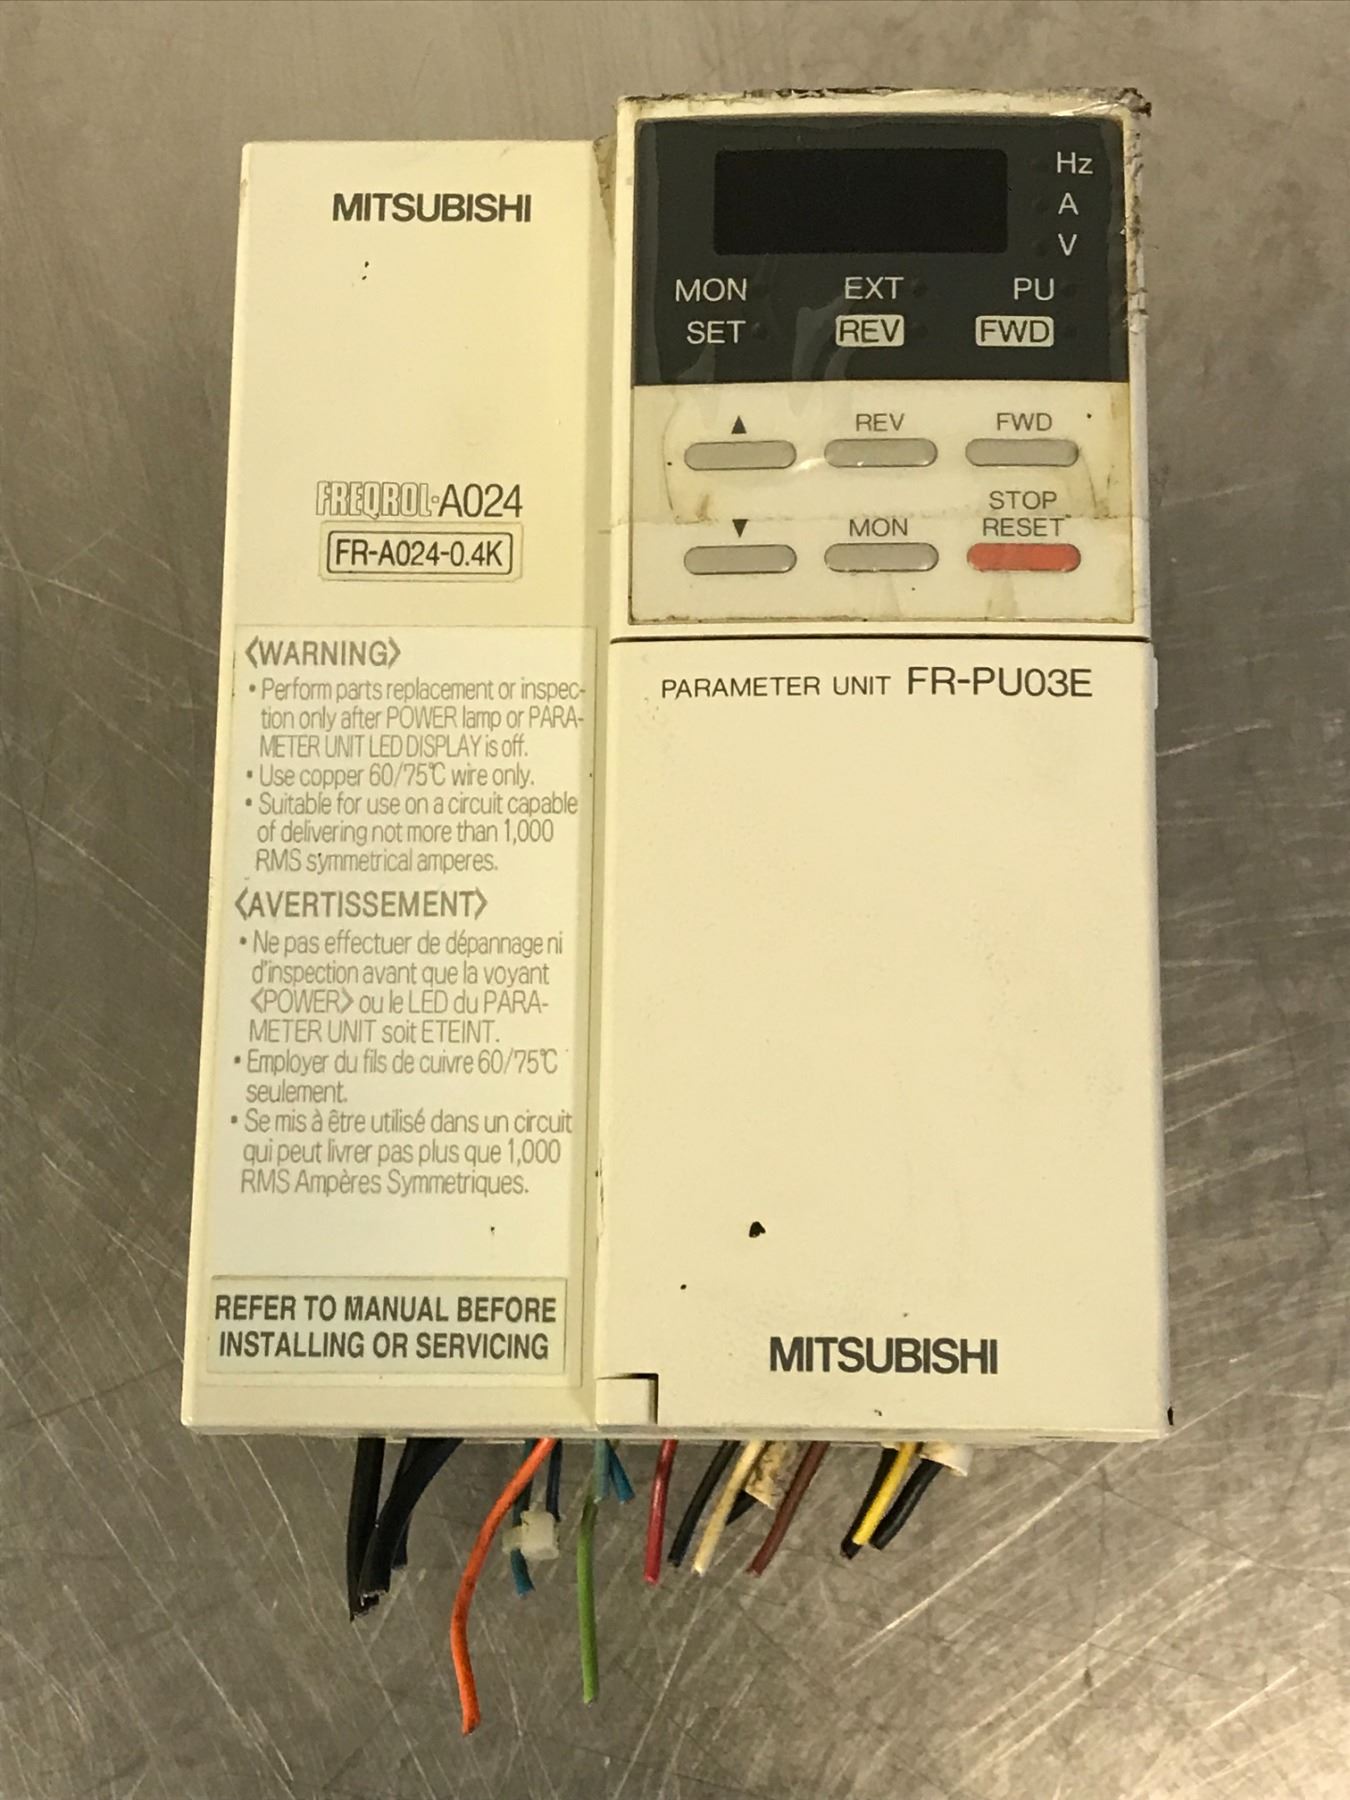 MITSUBISHI
FREQROL-A024
FR-A024-0.4K
〈WARNING〉
• Perform parts replacement or inspec-
tion only after POWER lamp or PARA-
METER UNIT LED DISPLAY is off.
• Use copper 60/75℃ wire only.
• Suitable for use on a circuit capable
of delivering not more than 1,000
RMS symmetrical amperes.
〈AVERTISSEMENT〉
• Ne pas effectuer de dépannage ni
d'inspection avant que la voyant
〈POWER〉 ou le LED du PARA-
METER UNIT soit ETEINT.
• Employer du fils de cuivre 60/75℃
seulement.
• Se mis à être utilisé dans un circuit
qui peut livrer pas plus que 1,000
RMS Ampères Symmetriques.
REFER TO MANUAL BEFORE
INSTALLING OR SERVICING
Hz
A
V
MON EXT PU
SET REV FWD
▲ REV FWD
STOP
▼ MON RESET
PARAMETER UNIT FR-PU03E
MITSUBISHI